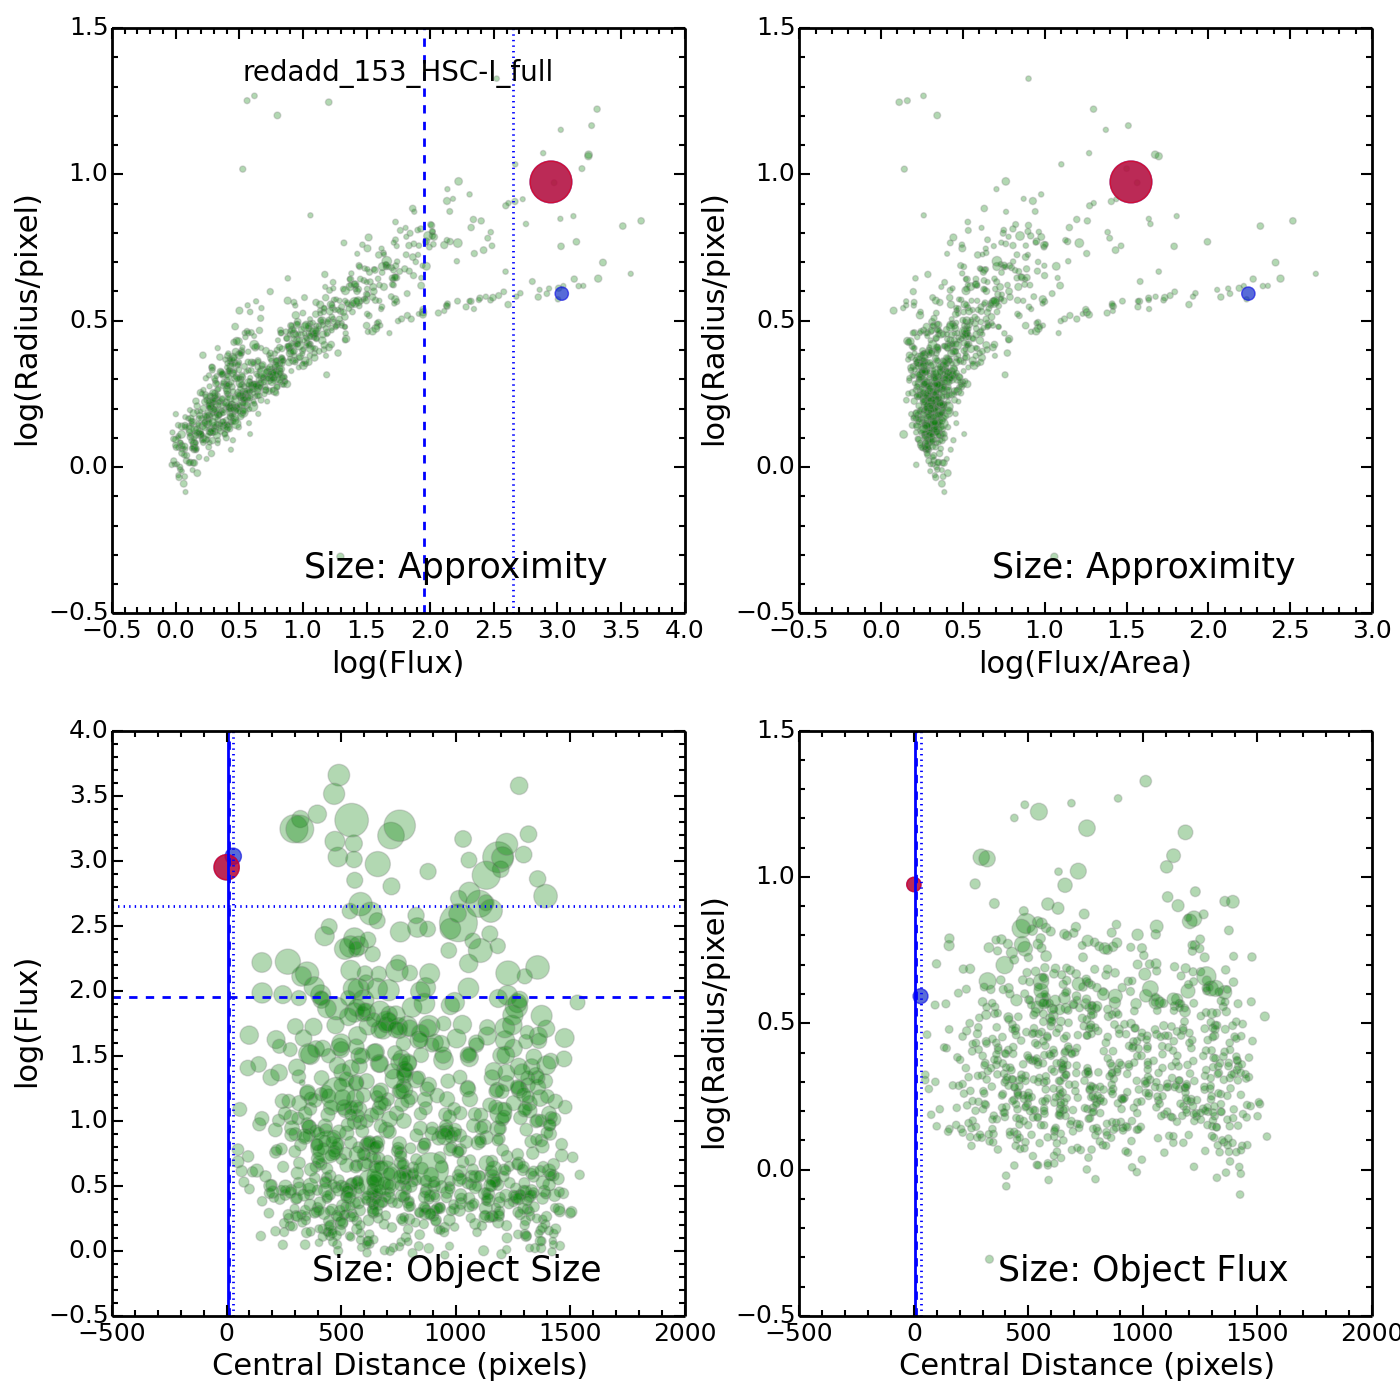 redadd_153_HSC-I_full
1.5
1.0
0.5
0.0
−0.5
log(Radius/pixel)
Size: Approximity
−0.5 0.0 0.5 1.0 1.5 2.0 2.5 3.0 3.5 4.0
log(Flux)
1.5
1.0
0.5
0.0
−0.5
log(Radius/pixel)
Size: Approximity
−0.5 0.0 0.5 1.0 1.5 2.0 2.5 3.0
log(Flux/Area)
4.0
3.5
3.0
2.5
2.0
1.5
1.0
0.5
0.0
−0.5
log(Flux)
Size: Object Size
−500 0 500 1000 1500 2000
Central Distance (pixels)
1.5
1.0
0.5
0.0
−0.5
log(Radius/pixel)
Size: Object Flux
−500 0 500 1000 1500 2000
Central Distance (pixels)